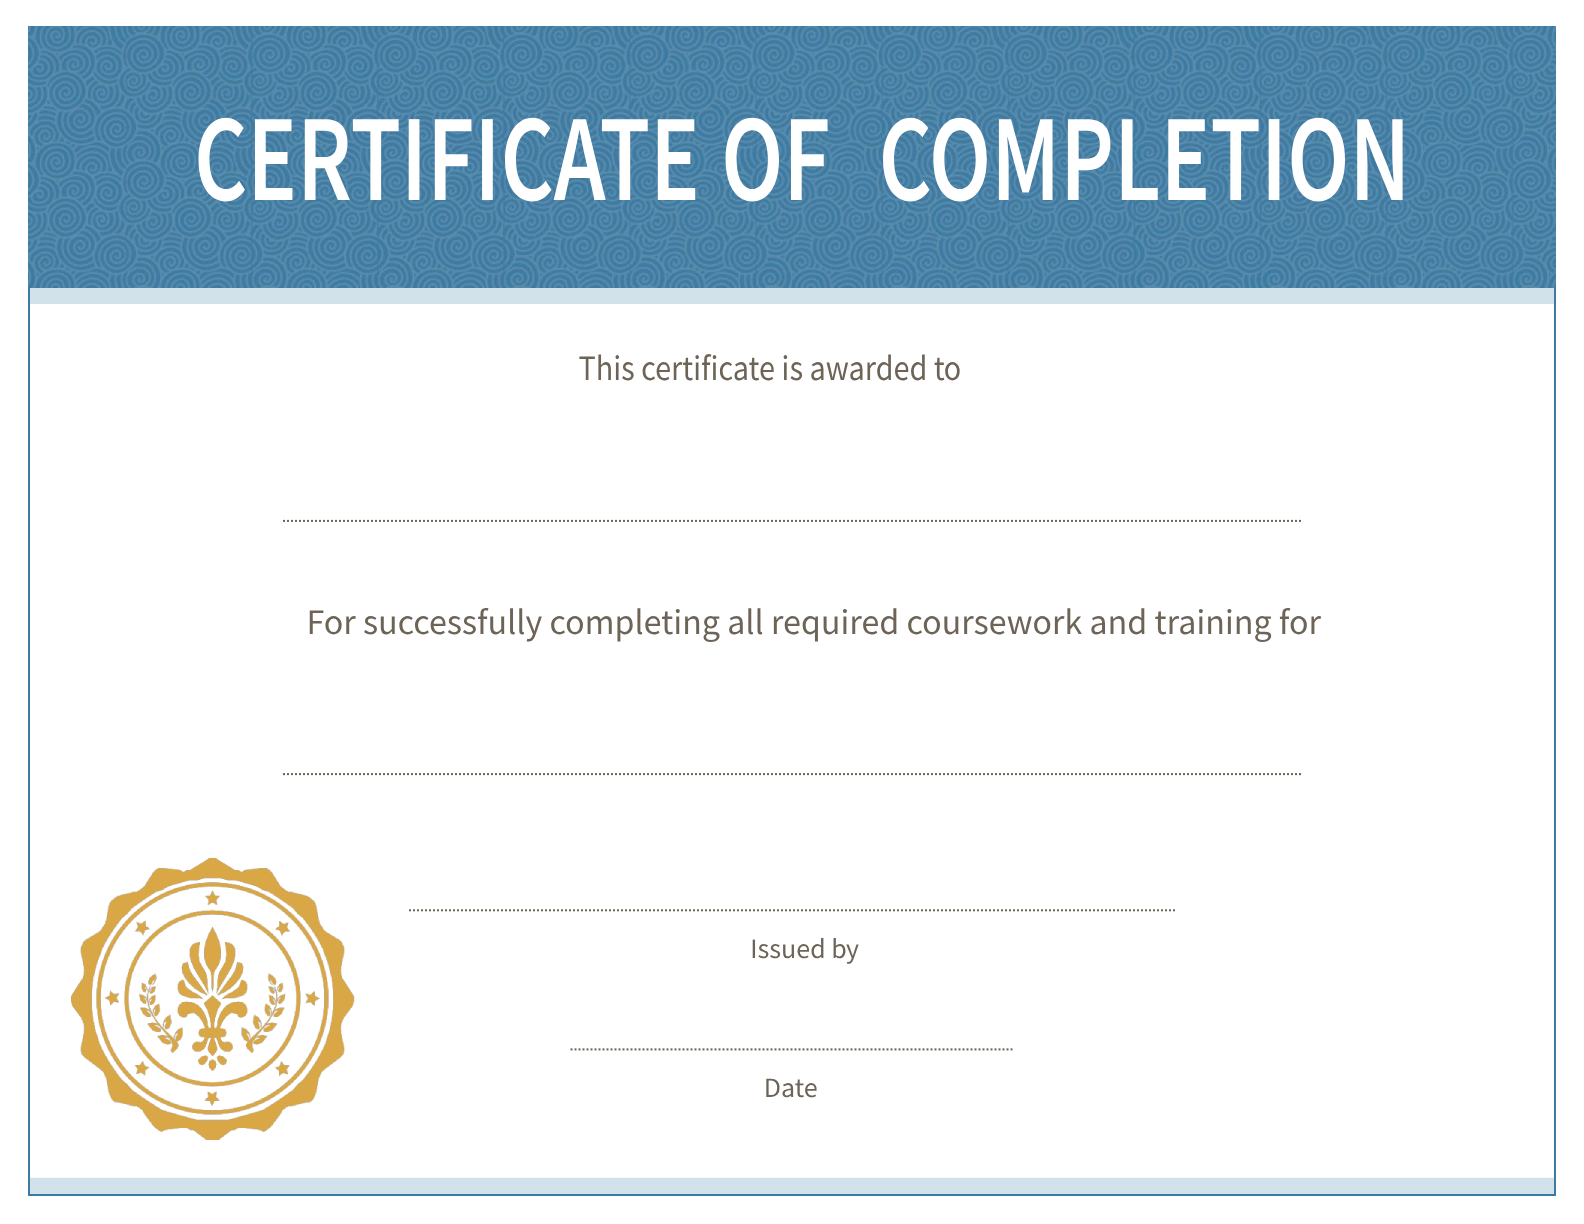 CERTIFICATE OF COMPLETION
This certificate is awarded to
For successfully completing all required coursework and training for
Issued by
Date